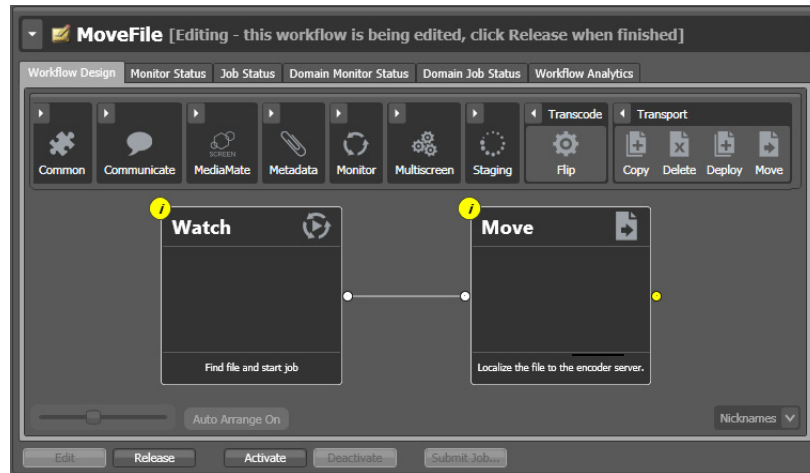 MoveFile [Editing - this workflow is being edited, click Release when finished]
Workflow Design Monitor Status Job Status Domain Monitor Status Domain Job Status Workflow Analytics
Transcode Transport
SCREEN
Common Communicate MediaMate Metadata Monitor Multiscreen Staging Flip Copy Delete Deploy Move
i i
Watch Move
Find file and start job Localize the file to the encoder server.
Auto Arrange On Nicknames
Edit Release Activate Deactivate Submit Job...